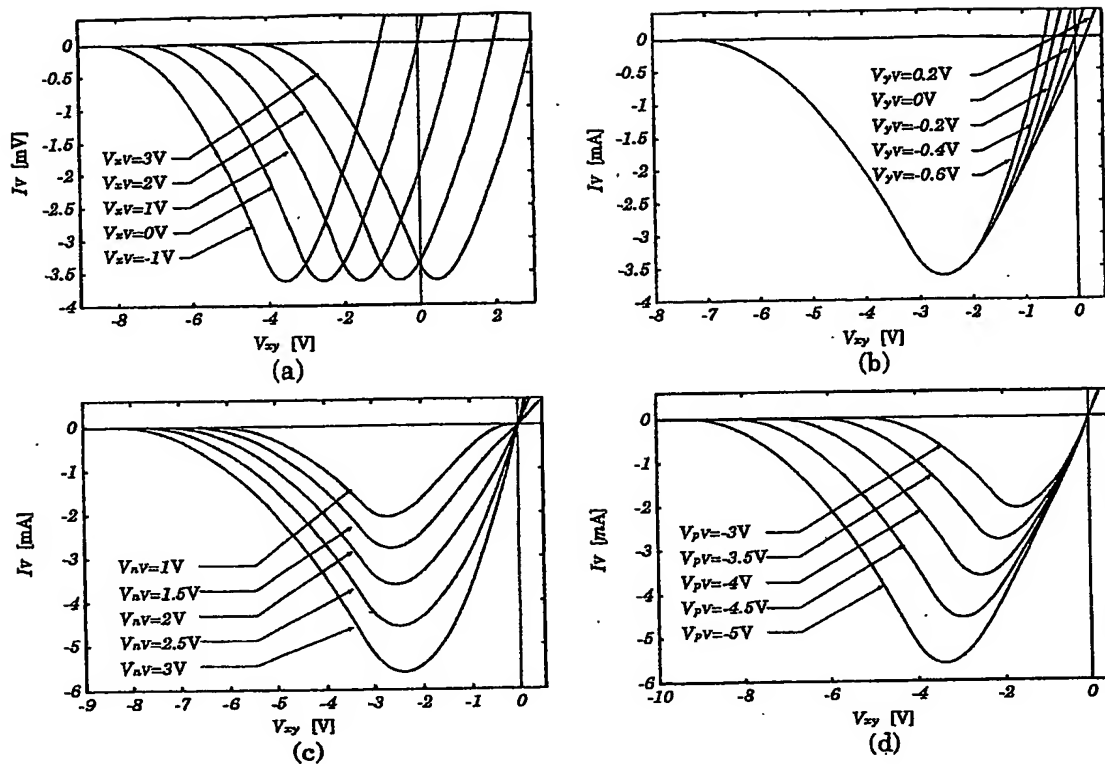 Iv [mV]
0
-0.5
-1
-1.5
-2
-2.5
-3
-3.5
-4
VxV=3V
VxV=2V
VxV=1V
VxV=0V
VxV=-1V
-8 -6 -4 -2 0 2
Vxy [V]
(a)
Iv [mA]
0
-0.5
-1
-1.5
-2
-2.5
-3
-3.5
-4
VyV=0.2V
VyV=0V
VyV=-0.2V
VyV=-0.4V
VyV=-0.6V
-8 -7 -6 -5 -4 -3 -2 -1 0
Vxy [V]
(b)
Iv [mA]
0
-1
-2
-3
-4
-5
-6
VnV=1V
VnV=1.5V
VnV=2V
VnV=2.5V
VnV=3V
-9 -8 -7 -6 -5 -4 -3 -2 -1 0
Vxy [V]
(c)
Iv [mA]
0
-1
-2
-3
-4
-5
-6
VpV=-3V
VpV=-3.5V
VpV=-4V
VpV=-4.5V
VpV=-5V
-10 -8 -6 -4 -2 0
Vxy [V]
(d)